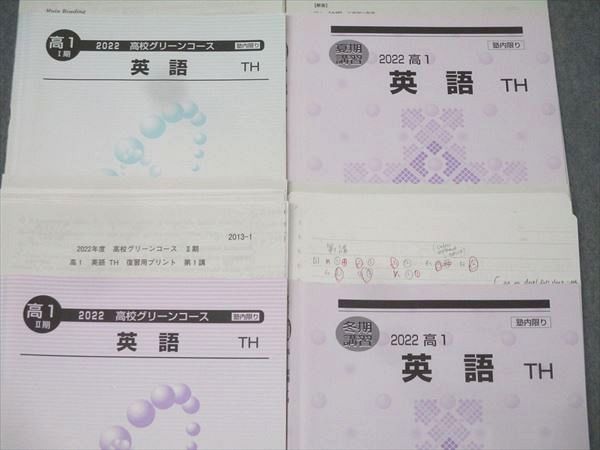 Main Reading
高1
I期
2022 高校グリーンコース
塾内限り
英語
TH
【解答】
夏期
講習
2022 高1
塾内限り
英語
TH
2013-1
2022年度 高校グリーンコース Ⅱ期
高1 英語 TH 復習用プリント 第1講
第1講
高1
Ⅱ期
2022 高校グリーンコース
塾内限り
英語
TH
冬期
講習
2022 高1
塾内限り
英語
TH